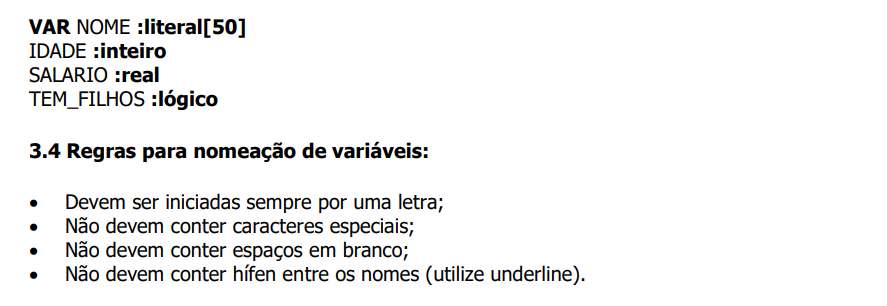 VAR NOME :literal[50]
IDADE :inteiro
SALARIO :real
TEM_FILHOS :lógico
3.4 Regras para nomeação de variáveis:
• Devem ser iniciadas sempre por uma letra;
• Não devem conter caracteres especiais;
• Não devem conter espaços em branco;
• Não devem conter hífen entre os nomes (utilize underline).